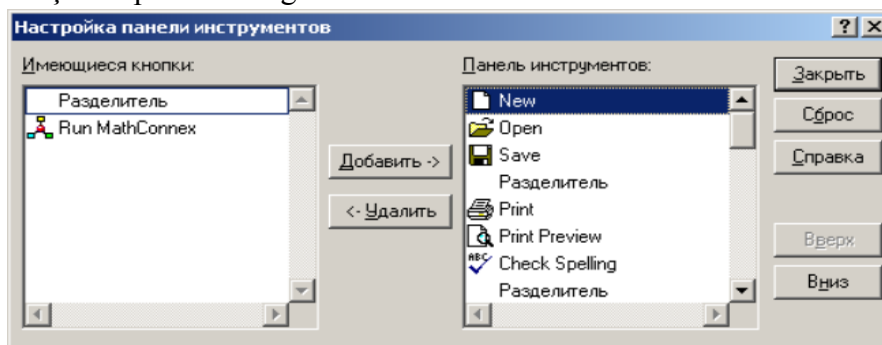 Настройка панели инструментов
Имеющиеся кнопки:
Разделитель
Run MathConnex
Добавить ->
<- Удалить
Панель инструментов:
New
Open
Save
Разделитель
Print
Print Preview
ABC Check Spelling
Разделитель
Закрыть
Сброс
Справка
Вверх
Вниз